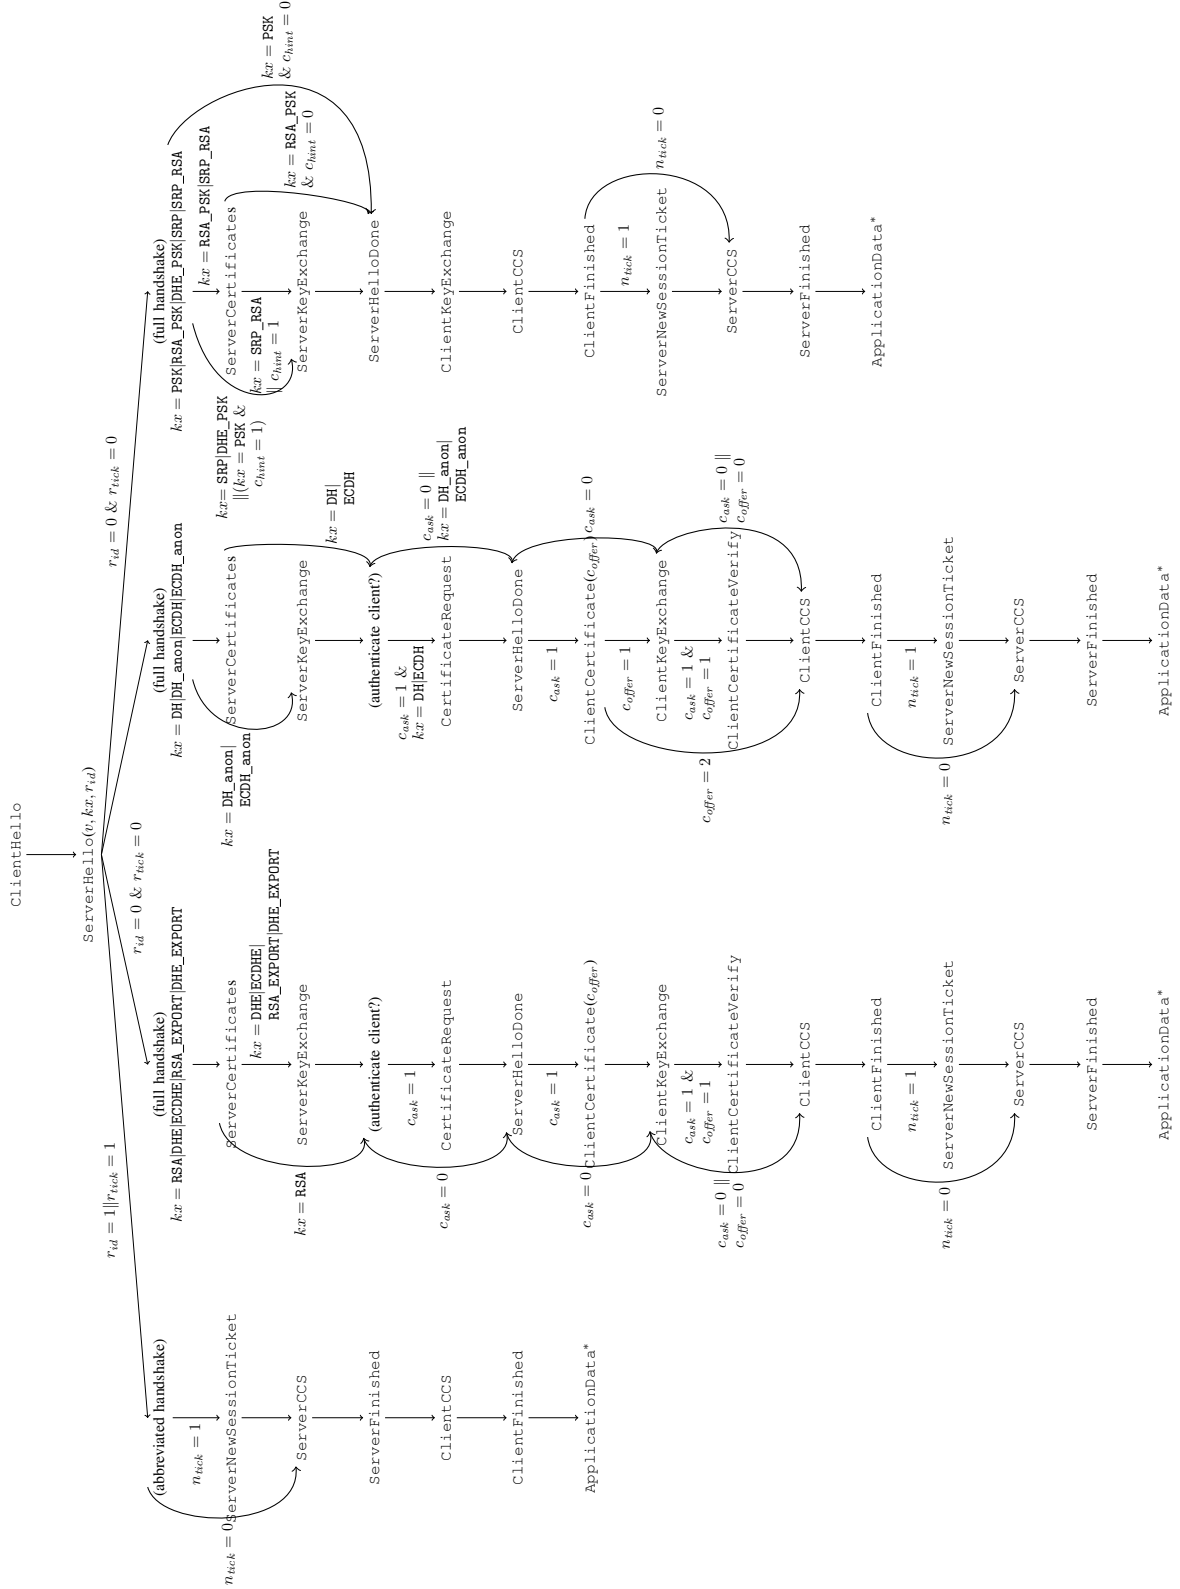 ClientHello
ServerHello(v, kx, r_id)
r_id = 1||r_tick = 1
r_id = 0 & r_tick = 0
r_id = 0 & r_tick = 0
(abbreviated handshake)
n_tick = 1
ServerNewSessionTicket
n_tick = 0
ServerCCS
ServerFinished
ClientCCS
ClientFinished
ApplicationData*
(full handshake)
kx = RSA|DHE|ECDHE|RSA_EXPORT|DHE_EXPORT
ServerCertificates
kx = DHE|ECDHE|
RSA_EXPORT|DHE_EXPORT
kx = RSA
ServerKeyExchange
(authenticate client?)
c_ask = 1
c_ask = 0
CertificateRequest
ServerHelloDone
c_ask = 1
c_ask = 0
ClientCertificate(c_offer)
ClientKeyExchange
c_ask = 1 &
c_offer = 1
c_ask = 0 ||
c_offer = 0
ClientCertificateVerify
ClientCCS
ClientFinished
n_tick = 1
n_tick = 0
ServerNewSessionTicket
ServerCCS
ServerFinished
ApplicationData*
(full handshake)
kx = DH|DH_anon|ECDH|ECDH_anon
kx = DH_anon|
ECDH_anon
ServerCertificates
kx = DH|
ECDH
ServerKeyExchange
(authenticate client?)
c_ask = 1 &
kx = DH|ECDH
c_ask = 0 ||
kx = DH_anon|
ECDH_anon
CertificateRequest
ServerHelloDone
c_ask = 1
c_ask = 0
ClientCertificate(c_offer)
c_offer = 1
c_offer = 2
ClientKeyExchange
c_ask = 1 &
c_offer = 1
c_ask = 0 ||
c_offer = 0
ClientCertificateVerify
ClientCCS
ClientFinished
n_tick = 1
n_tick = 0
ServerNewSessionTicket
ServerCCS
ServerFinished
ApplicationData*
(full handshake)
kx = PSK|RSA_PSK|DHE_PSK|SRP|SRP_RSA
kx = RSA_PSK|SRP_RSA
kx = PSK
& c_hint = 0
kx = SRP|DHE_PSK
||(kx = PSK &
c_hint = 1)
ServerCertificates
kx = SRP_RSA
|| c_hint = 1
kx = RSA_PSK
& c_hint = 0
ServerKeyExchange
ServerHelloDone
ClientKeyExchange
ClientCCS
ClientFinished
n_tick = 1
n_tick = 0
ServerNewSessionTicket
ServerCCS
ServerFinished
ApplicationData*